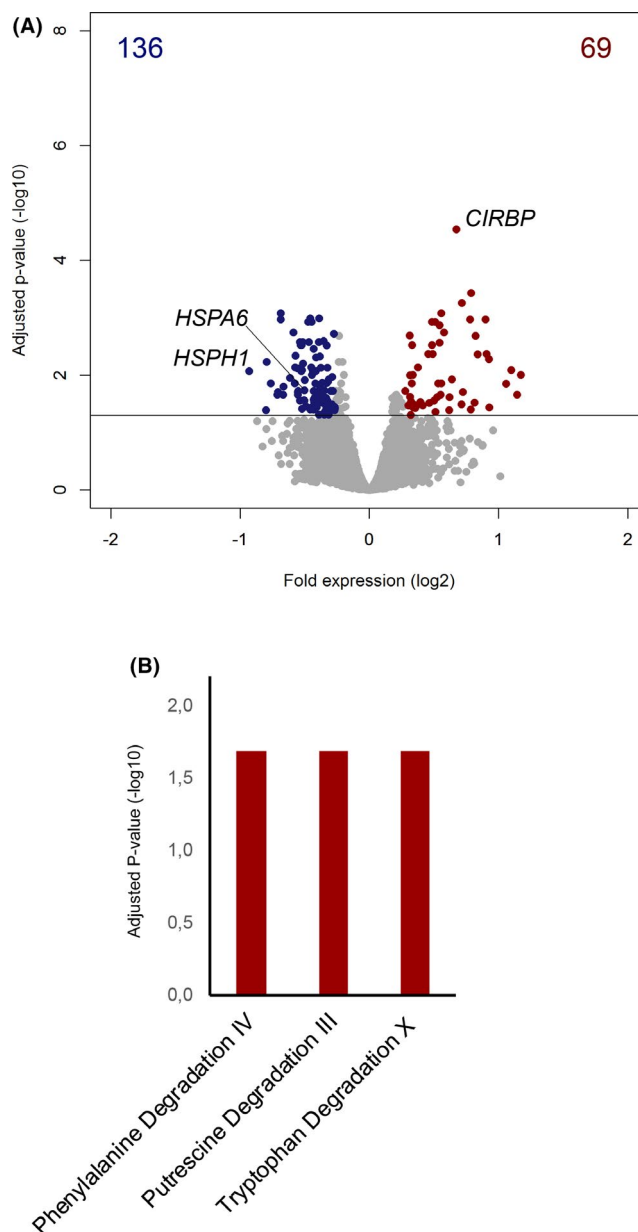 (A)
136
69
8
6
4
2
0
Adjusted p-value (-log10)
CIRBP
HSPA6
HSPH1
-2
-1
0
1
2
Fold expression (log2)
(B)
2,0
1,5
1,0
0,5
0,0
Adjusted P-value (-log10)
Phenylalanine Degradation IV
Putrescine Degradation III
Tryptophan Degradation X